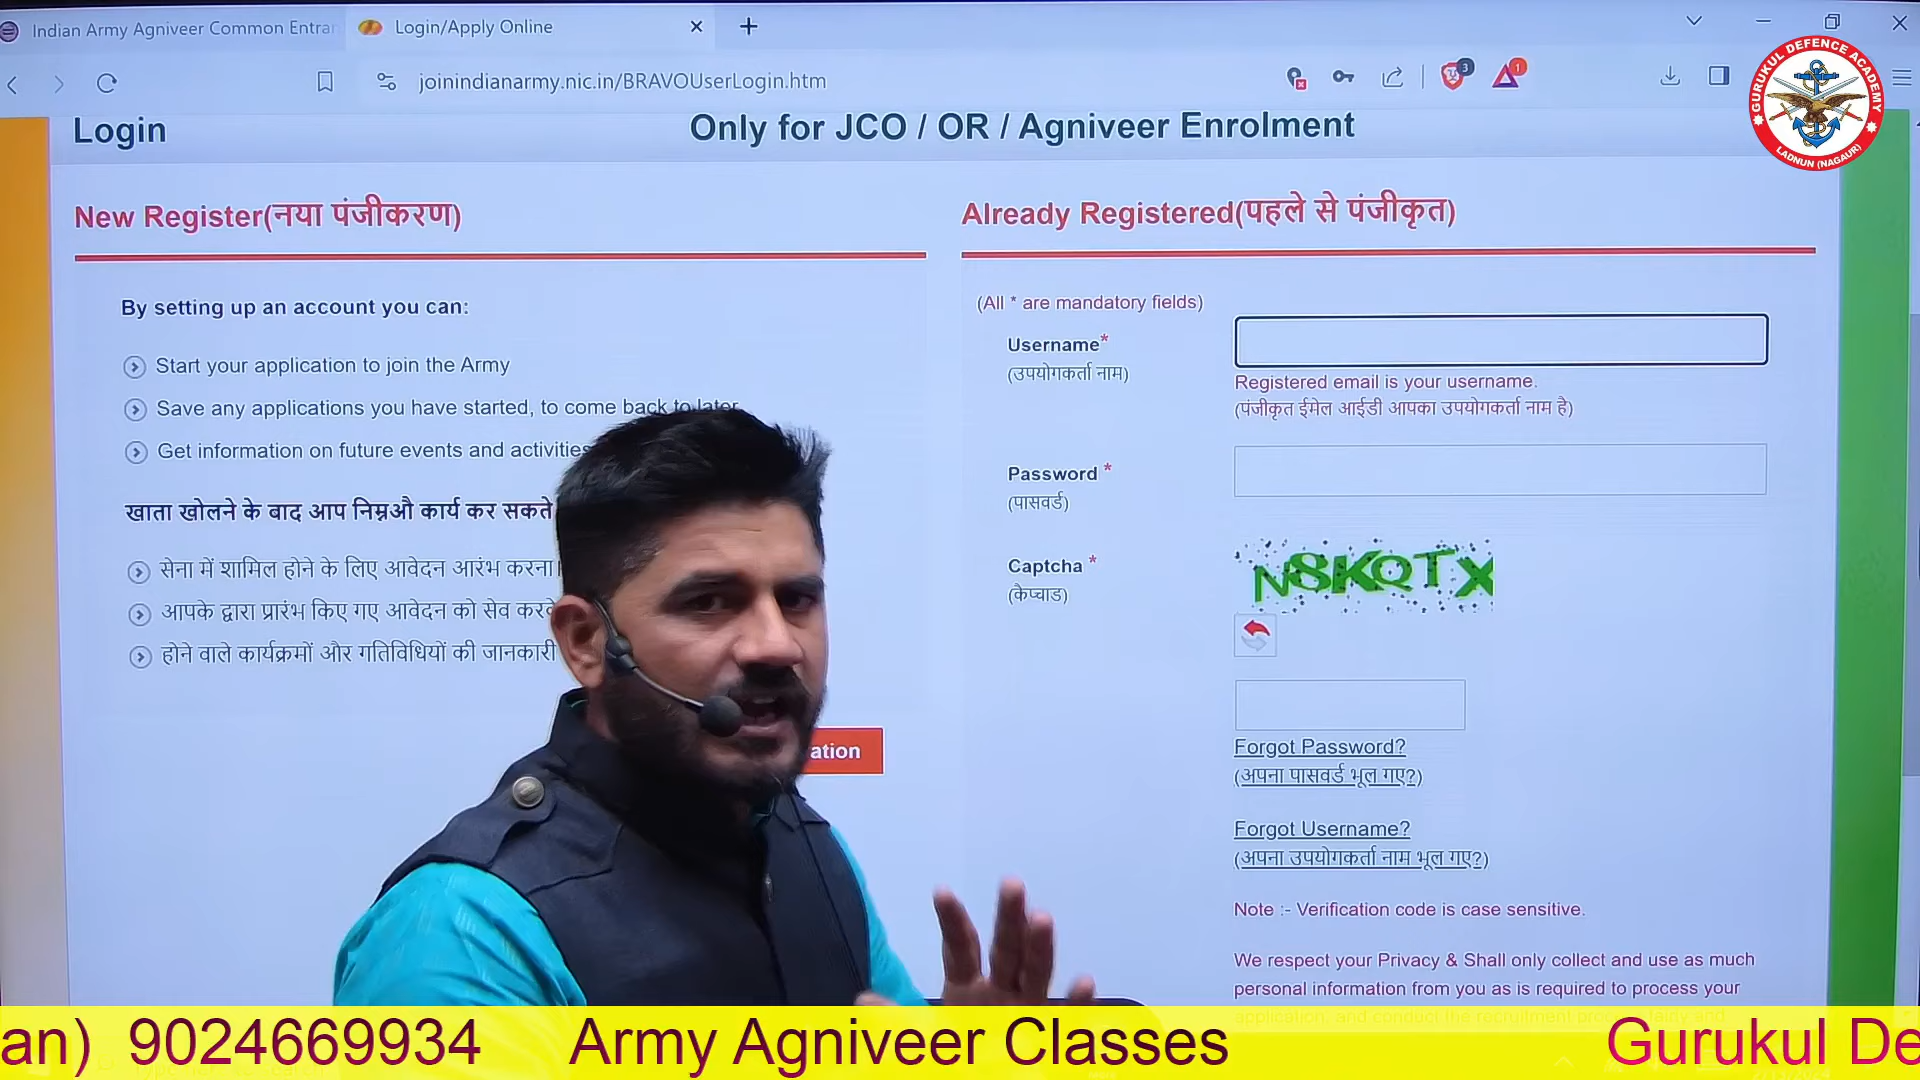 Indian Army Agniveer Common Entra
Login/Apply Online
joinindianarmy.nic.in/BRAVOUserLogin.htm
3
1
GURUKUL DEFENCE ACADEMY
LADNUN (NAGAUR)
Login
Only for JCO / OR / Agniveer Enrolment
New Register(नया पंजीकरण)
By setting up an account you can:
Start your application to join the Army
Save any applications you have started, to come back to later
Get information on future events and activities
खाता खोलने के बाद आप निम्नऔ कार्य कर सकते
सेना में शामिल होने के लिए आवेदन आरंभ करना
आपके द्वारा प्रारंभ किए गए आवेदन को सेव करके
होने वाले कार्यक्रमों और गतिविधियों की जानकारी
ation
Already Registered(पहले से पंजीकृत)
(All * are mandatory fields)
Username*
(उपयोगकर्ता नाम)
Registered email is your username.
(पंजीकृत ईमेल आईडी आपका उपयोगकर्ता नाम है)
Password *
(पासवर्ड)
Captcha *
(केप्चाड)
NSKQTX
Forgot Password?
(अपना पासवर्ड भूल गए?)
Forgot Username?
(अपना उपयोगकर्ता नाम भूल गए?)
Note :- Verification code is case sensitive.
We respect your Privacy & Shall only collect and use as much
personal information from you as is required to process your
an) 9024669934 Army Agniveer Classes Gurukul De